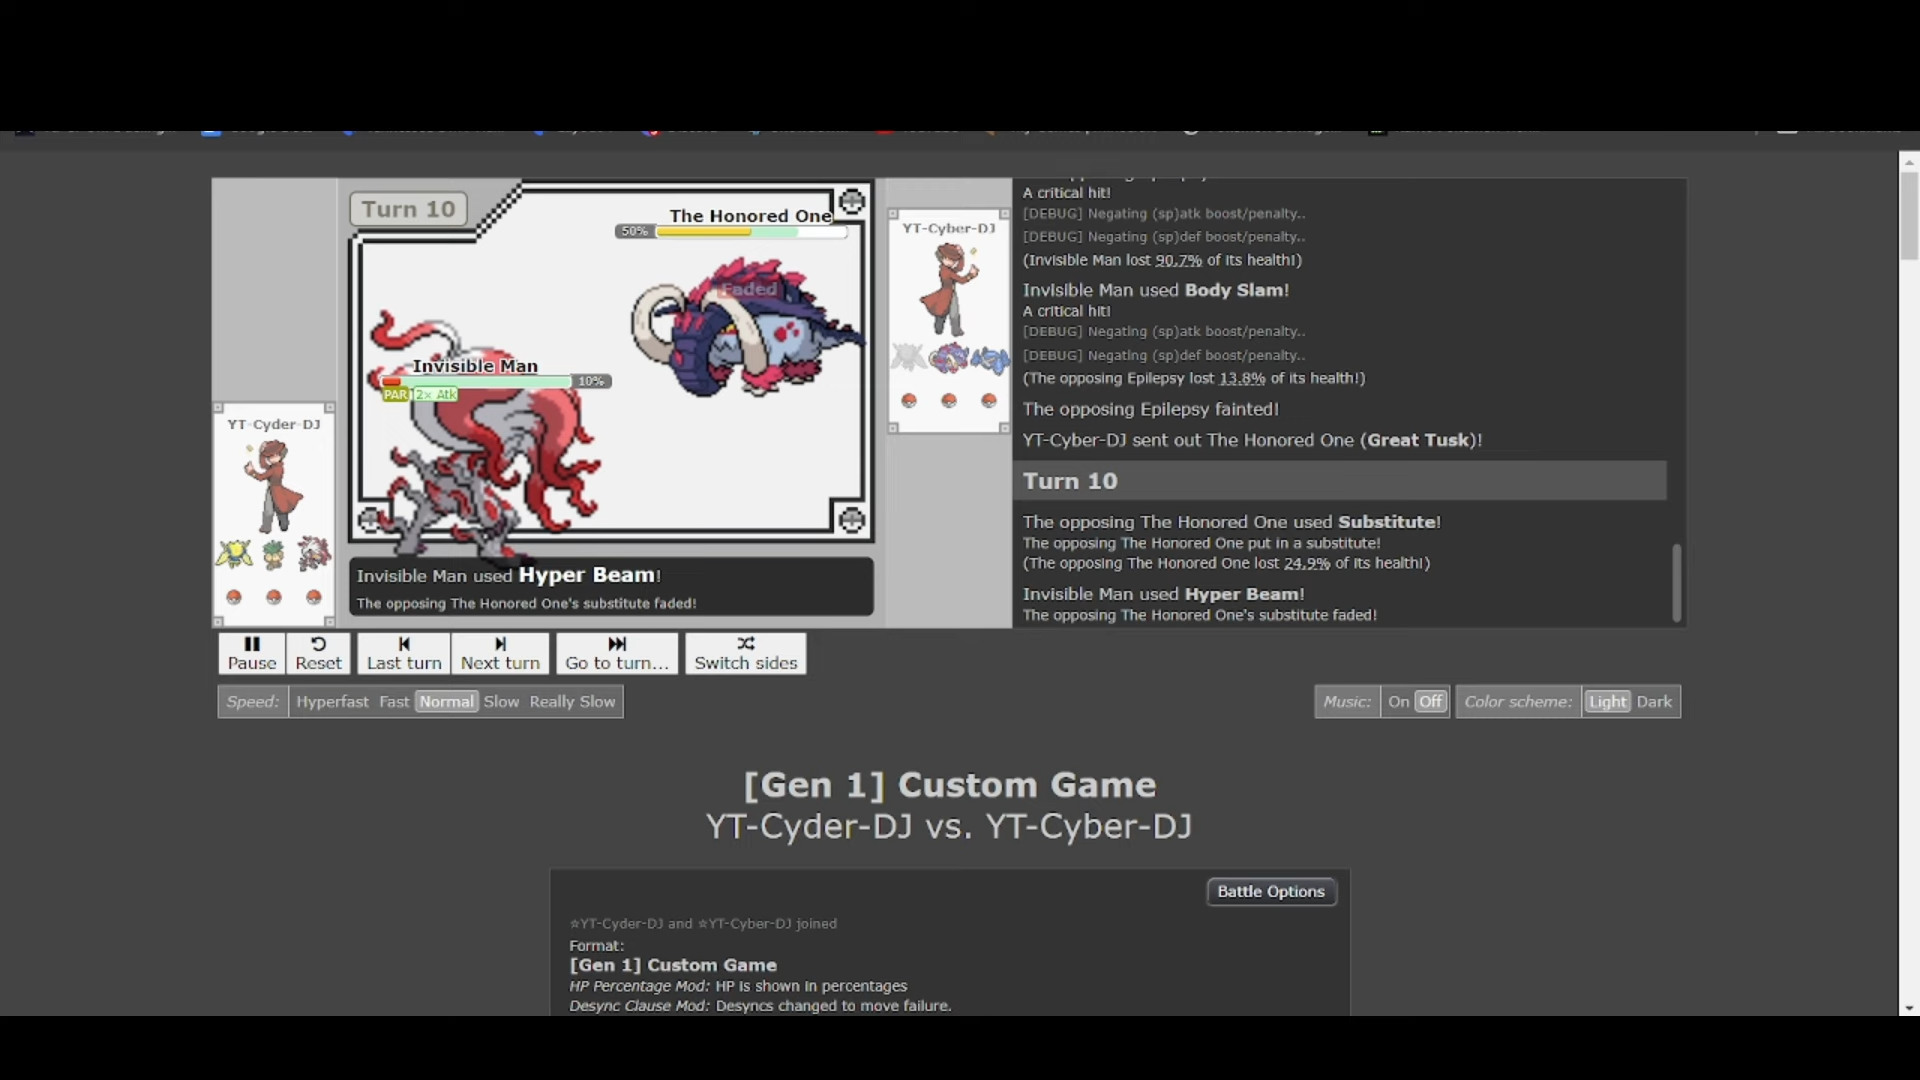 Turn 10
The Honored One
50%
Faded
Invisible Man
10%
PAR 2× Atk
YT-Cyder-DJ
Invisible Man used Hyper Beam!
The opposing The Honored One's substitute faded!
YT-Cyber-DJ
A critical hit!
[DEBUG] Negating (sp)atk boost/penalty..
[DEBUG] Negating (sp)def boost/penalty..
(Invisible Man lost 90.7% of its health!)
Invisible Man used Body Slam!
A critical hit!
[DEBUG] Negating (sp)atk boost/penalty..
[DEBUG] Negating (sp)def boost/penalty..
(The opposing Epilepsy lost 13.8% of its health!)
The opposing Epilepsy fainted!
YT-Cyber-DJ sent out The Honored One (Great Tusk)!
Turn 10
The opposing The Honored One used Substitute!
The opposing The Honored One put in a substitute!
(The opposing The Honored One lost 24.9% of its health!)
Invisible Man used Hyper Beam!
The opposing The Honored One's substitute faded!
Pause Reset Last turn Next turn Go to turn... Switch sides
Speed: Hyperfast Fast Normal Slow Really Slow
Music: On Off Color scheme: Light Dark
[Gen 1] Custom Game
YT-Cyder-DJ vs. YT-Cyber-DJ
Battle Options
☆YT-Cyder-DJ and ☆YT-Cyber-DJ joined
Format:
[Gen 1] Custom Game
HP Percentage Mod: HP is shown in percentages
Desync Clause Mod: Desyncs changed to move failure.